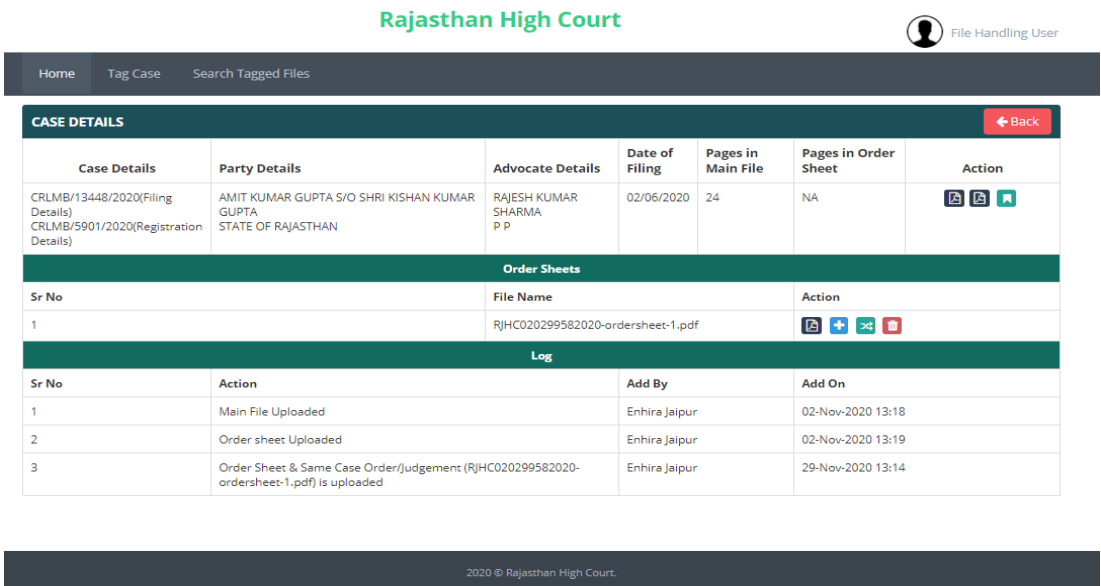 Rajasthan High Court
File Handling User
Home Tag Case Search Tagged Files
CASE DETAILS
Back
Case Details Party Details Advocate Details Date of Filing Pages in Main File Pages in Order Sheet Action
CRLMB/13448/2020(Filing Details)
CRLMB/5901/2020(Registration Details)
AMIT KUMAR GUPTA S/O SHRI KISHAN KUMAR GUPTA
STATE OF RAJASTHAN
RAJESH KUMAR SHARMA
P P
02/06/2020 24 NA
Order Sheets
Sr No File Name Action
1 RJHC020299582020-ordersheet-1.pdf
Log
Sr No Action Add By Add On
1 Main File Uploaded Enhira Jaipur 02-Nov-2020 13:18
2 Order sheet Uploaded Enhira Jaipur 02-Nov-2020 13:19
3 Order Sheet & Same Case Order/Judgement (RJHC020299582020-ordersheet-1.pdf) is uploaded Enhira Jaipur 29-Nov-2020 13:14
2020 © Rajasthan High Court.